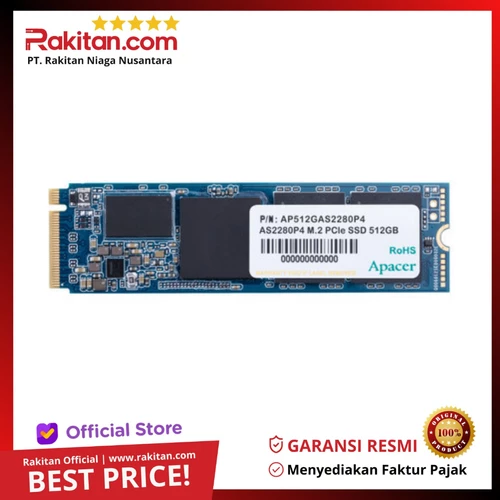 Rakitan.com
PT. Rakitan Niaga Nusantara
P/N: AP512GAS2280P4
AS2280P4 M.2 PCIe SSD 512GB
000000000000
RoHS
Apacer
Official Store
Rakitan Official | www.rakitan.com
BEST PRICE!
GARANSI RESMI
Menyediakan Faktur Pajak
ORIGINAL
100%
PRODUCT